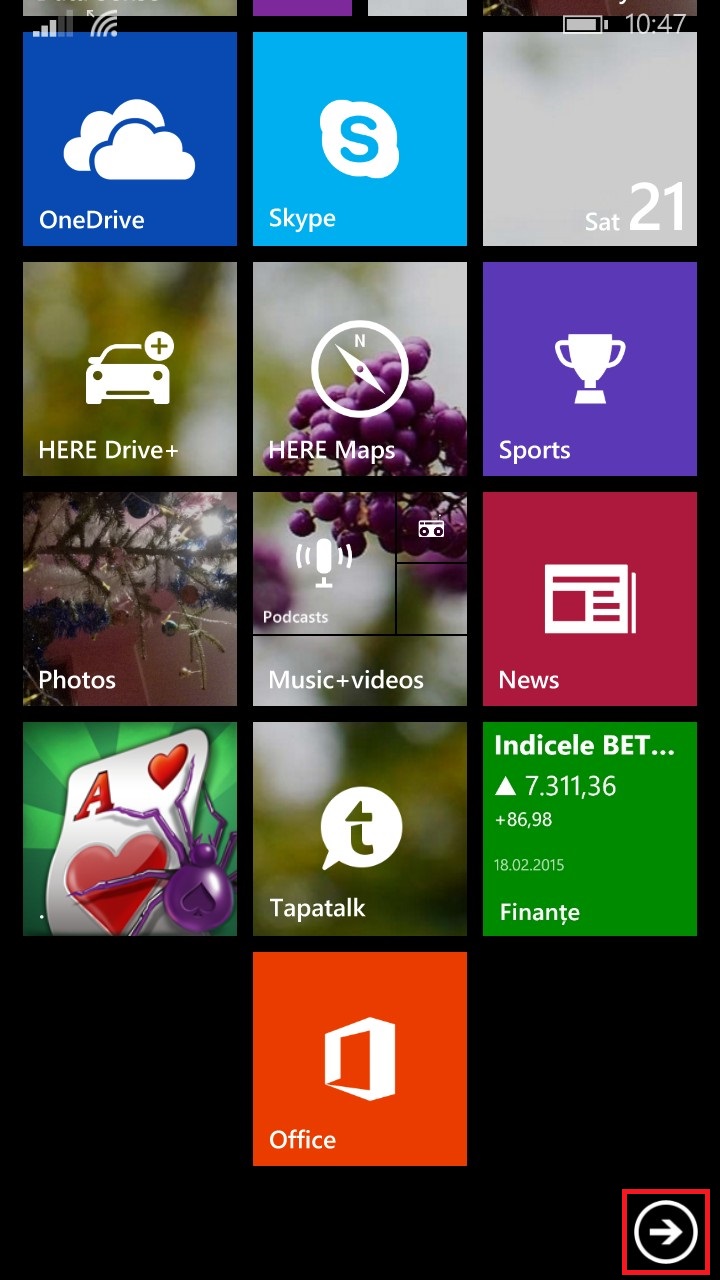 10:47
OneDrive
S
Skype
Sat 21
HERE Drive+
N
HERE Maps
Sports
Photos
Podcasts
Music+videos
News
A
t
Tapatalk
Indicele BET...
7.311,36
+86,98
18.02.2015
Finanțe
Office